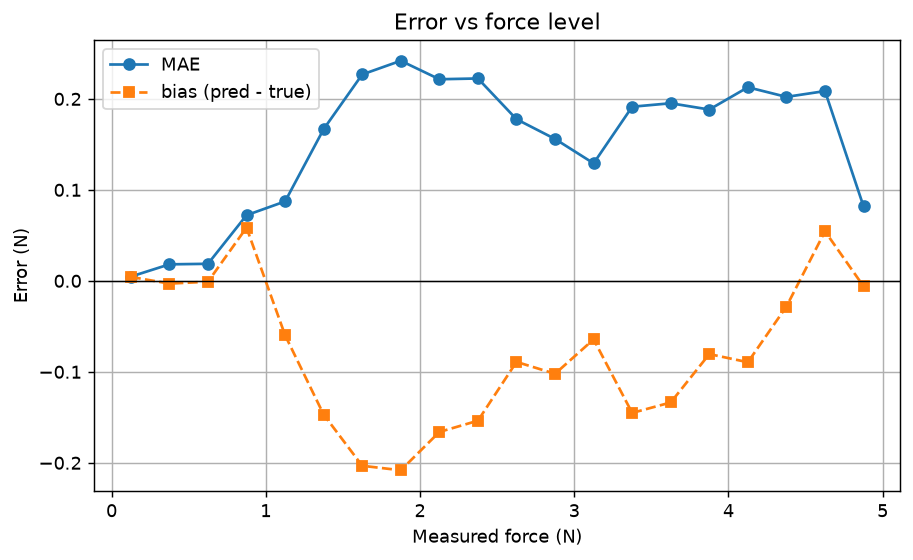 Error vs force level
MAE
bias (pred - true)
Error (N)
0.2
0.1
0.0
−0.1
−0.2
0 1 2 3 4 5
Measured force (N)